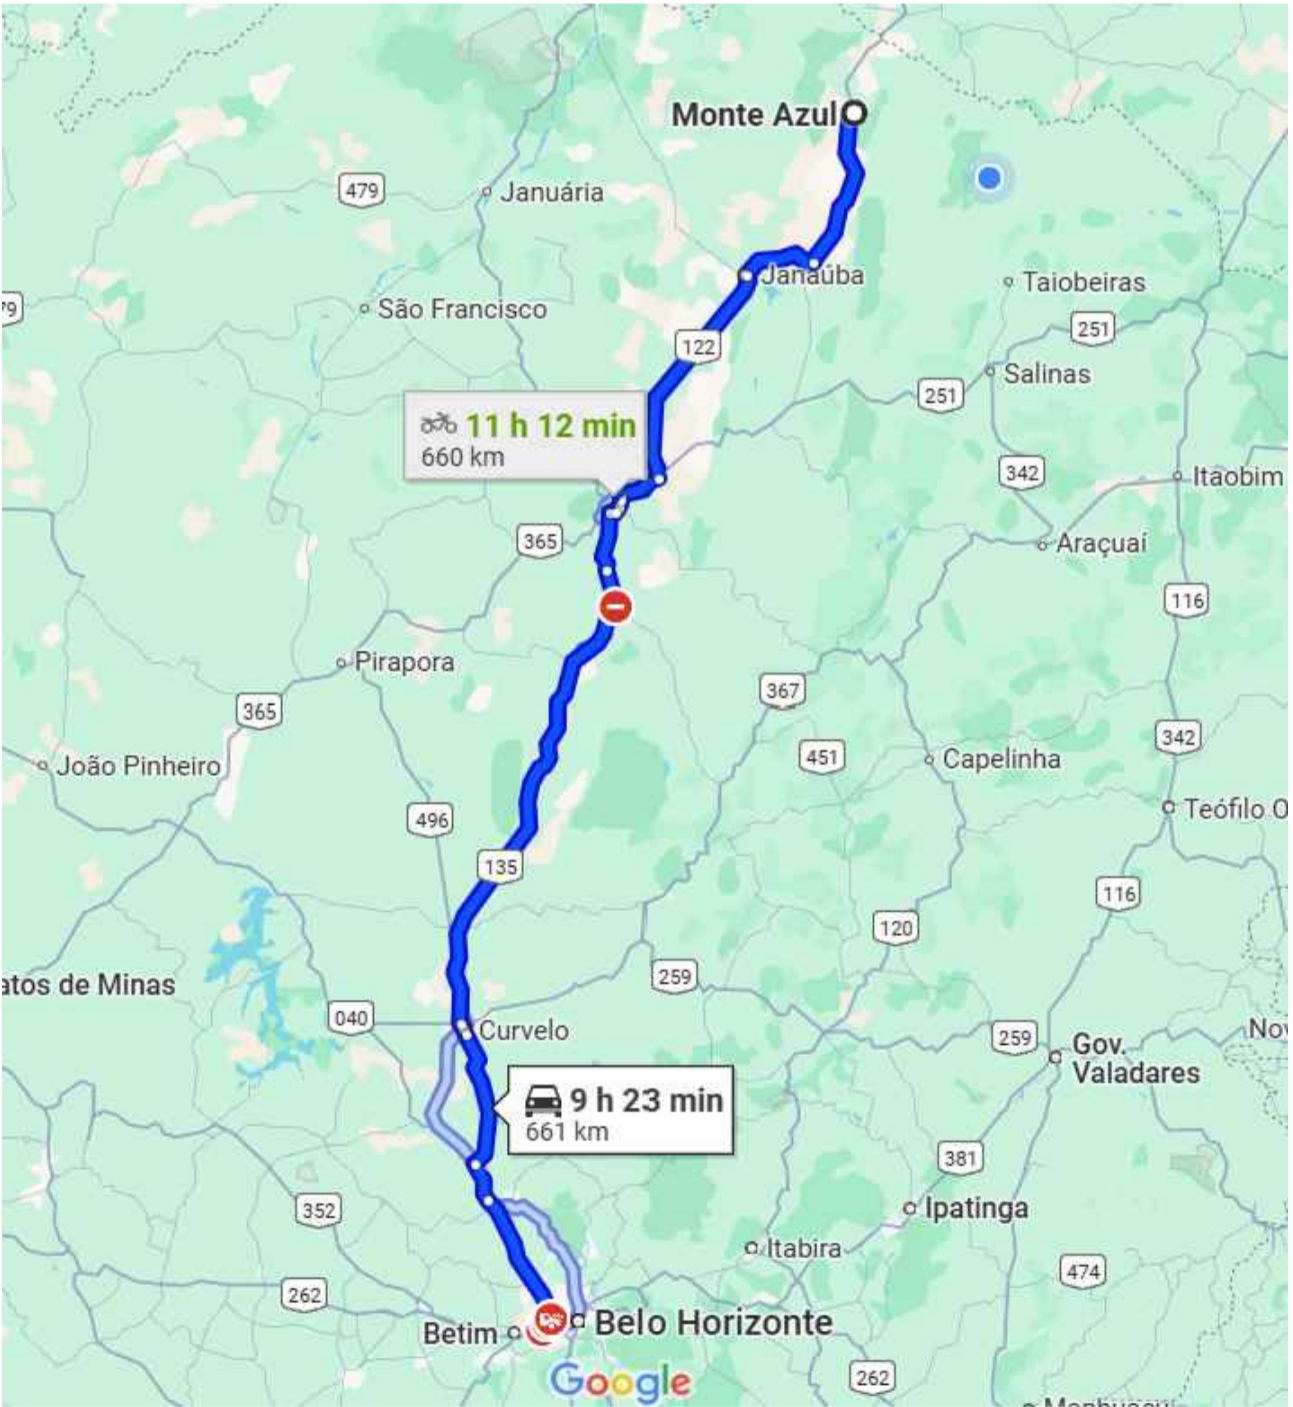 Monte Azul
479
Januária
Janaúba
79
São Francisco
Taiobeiras
251
122
Salinas
251
11 h 12 min
660 km
342
Itaobim
365
Araçuaí
116
Pirapora
367
365
342
451
João Pinheiro
Capelinha
496
Teófilo O
135
116
120
259
atos de Minas
040
Curvelo
259
Nov
Gov.
Valadares
9 h 23 min
661 km
381
352
Ipatinga
Itabira
474
262
Betim
Belo Horizonte
Google
262